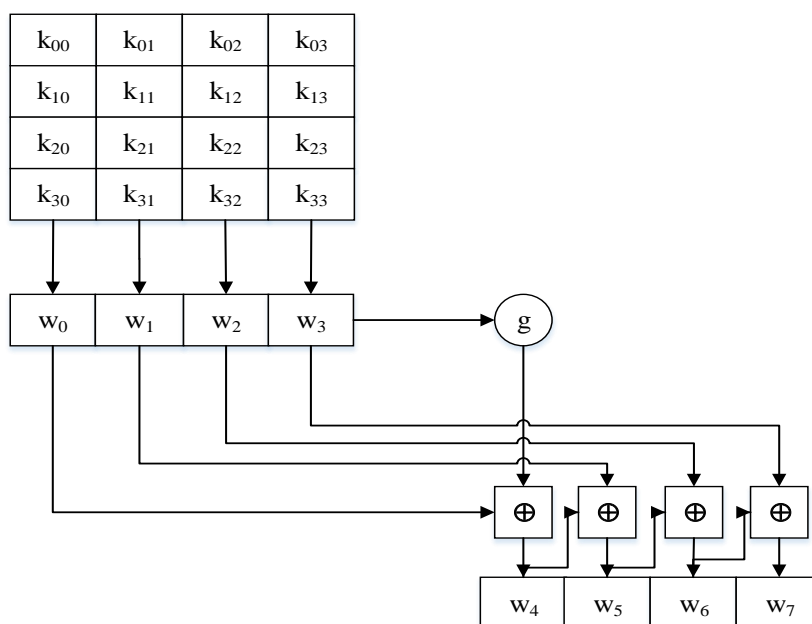 k₀₀ k₀₁ k₀₂ k₀₃
k₁₀ k₁₁ k₁₂ k₁₃
k₂₀ k₂₁ k₂₂ k₂₃
k₃₀ k₃₁ k₃₂ k₃₃
w₀ w₁ w₂ w₃ g
⊕ ⊕ ⊕ ⊕
w₄ w₅ w₆ w₇